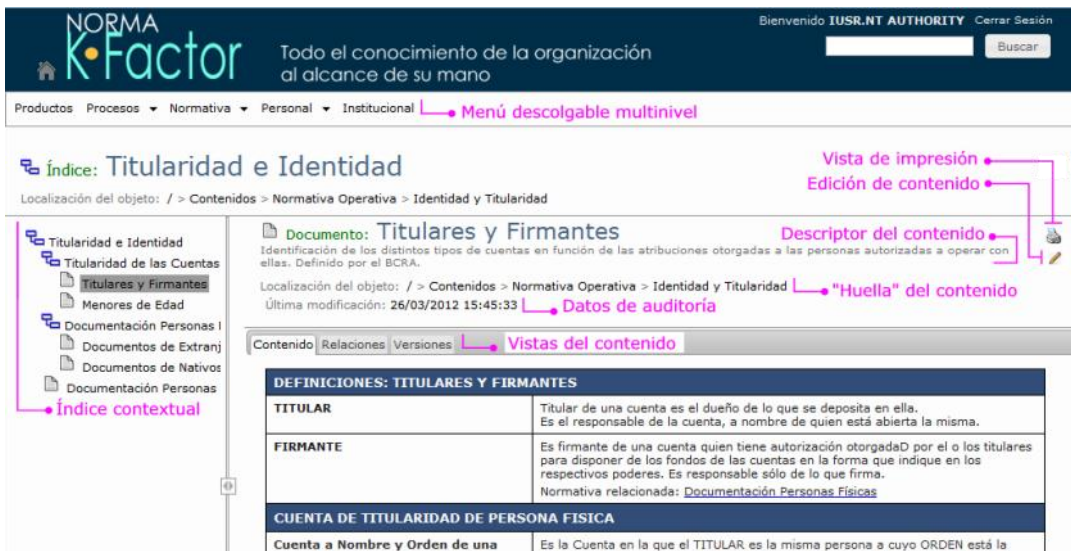 NORMA
K·Factor
Todo el conocimiento de la organización
al alcance de su mano
Bienvenido IUSR.NT AUTHORITY Cerrar Sesión
Buscar
Productos Procesos Normativa Personal Institucional
Menú descolgable multinivel
Índice: Titularidad e Identidad
Localización del objeto: / > Contenidos > Normativa Operativa > Identidad y Titularidad
Vista de impresión
Edición de contenido
Titularidad e Identidad
Titularidad de las Cuentas
Titulares y Firmantes
Menores de Edad
Documentación Personas
Documentos de Extranj
Documentos de Nativos
Documentación Personas
Índice contextual
Documento: Titulares y Firmantes
Descriptor del contenido
Identificación de los distintos tipos de cuentas en función de las atribuciones otorgadas a las personas autorizadas a operar con
ellas. Definido por el BCRA.
Localización del objeto: / > Contenidos > Normativa Operativa > Identidad y Titularidad
"Huella" del contenido
Última modificación: 26/03/2012 15:45:33
Datos de auditoría
Contenido Relaciones Versiones
Vistas del contenido
DEFINICIONES: TITULARES Y FIRMANTES
TITULAR
Titular de una cuenta es el dueño de lo que se deposita en ella.
Es el responsable de la cuenta, a nombre de quien está abierta la misma.
FIRMANTE
Es firmante de una cuenta quien tiene autorización otorgadaD por el o los titulares
para disponer de los fondos de las cuentas en la forma que indique en los
respectivos poderes. Es responsable sólo de lo que firma.
Normativa relacionada: Documentación Personas Físicas
CUENTA DE TITULARIDAD DE PERSONA FISICA
Cuenta a Nombre y Orden de una
Es la Cuenta en la que el TITULAR es la misma persona a cuyo ORDEN está la